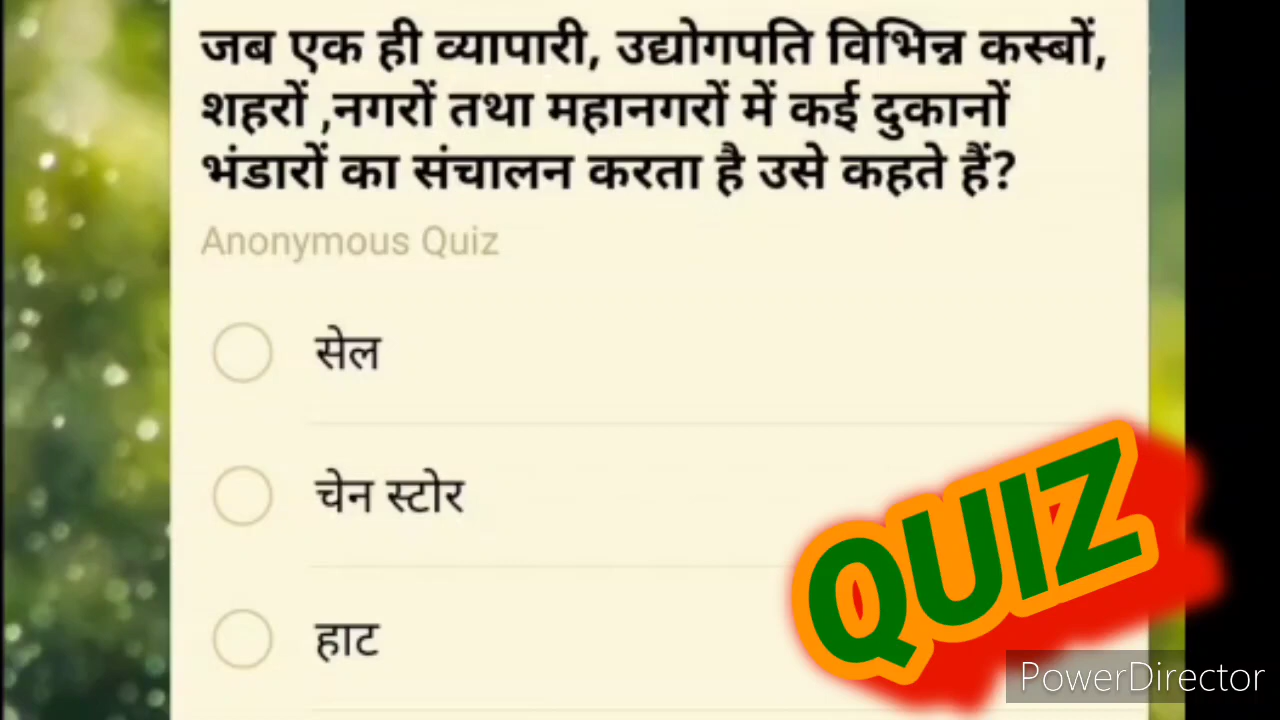 जब एक ही व्यापारी, उद्योगपति विभिन्न कस्बों,
शहरों ,नगरों तथा महानगरों में कई दुकानों
भंडारों का संचालन करता है उसे कहते हैं?
Anonymous Quiz
सेल
चेन स्टोर
हाट
QUIZ
PowerDirector